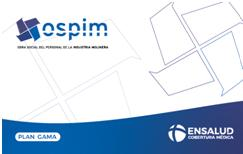 ospim
OBRA SOCIAL DEL PERSONAL DE LA INDUSTRIA MOLINERA
PLAN GAMA
ENSALUD
COBERTURA MÉDICA